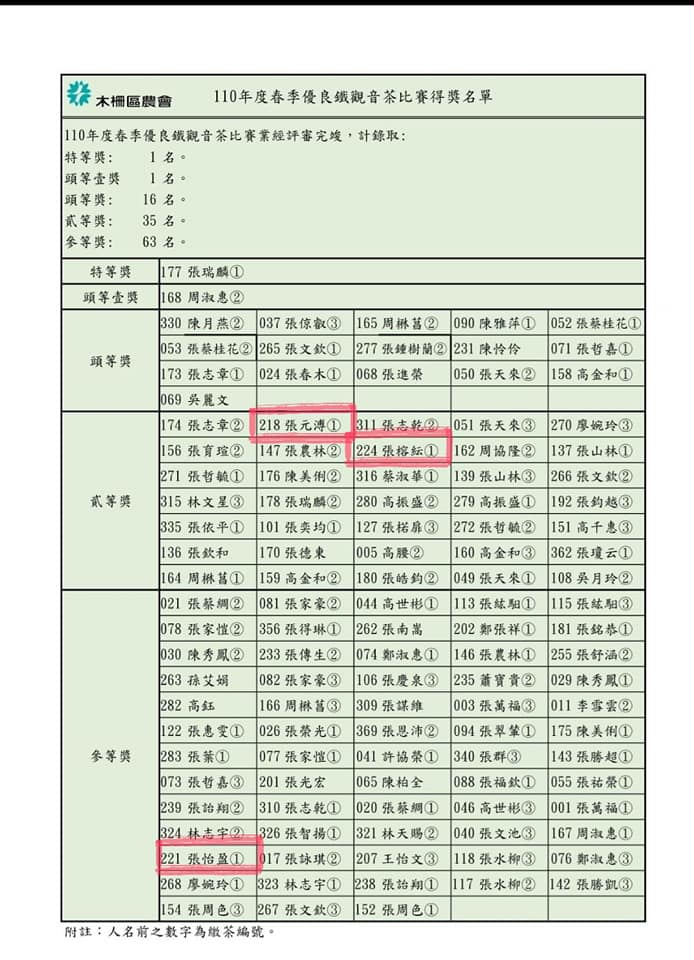 木柵區農會 110年度春季優良鐵觀音茶比賽得獎名單
110年度春季優良鐵觀音茶比賽業經評審完竣，計錄取:
特等獎: 1 名。
頭等壹獎 1 名。
頭等獎: 16 名。
貳等獎: 35 名。
參等獎: 63 名。
特等獎 177 張瑞麟①
頭等壹獎 168 周淑惠②
頭等獎
330 陳月燕② 037 張倞叡③ 165 周楙菖② 090 陳雅萍① 052 張蔡桂花①
053 張蔡桂花② 265 張文欽① 277 張鍾樹蘭② 231 陳怜伶 071 張哲嘉①
173 張志章① 024 張春木① 068 張進榮 050 張天來② 158 高金和①
069 吳麗文
貳等獎
174 張志章② 218 張元溥① 311 張志乾② 051 張天來③ 270 廖婉玲③
156 張育瑄② 147 張農林② 224 張榕紜① 162 周協隆② 137 張山林①
271 張哲毓① 176 陳美俐② 316 蔡淑華① 139 張山林③ 266 張文欽②
315 林文星③ 178 張瑞麟② 280 高振盛② 279 高振盛① 192 張鈞越③
335 張依平① 101 張奕均① 127 張楉扉③ 272 張哲毓② 151 高千惠③
136 張欽和 170 張德東 005 高腰② 160 高金和③ 362 張瓊云①
164 周楙菖① 159 高金和② 180 張皓鈞② 049 張天來① 108 吳月玲②
參等獎
021 張蔡綢② 081 張家豪② 044 高世彬① 113 張紘駔① 115 張紘駔③
078 張家愷② 356 張得琳① 262 張南嵩 202 鄭張祥① 181 張銘恭①
030 陳秀鳳② 233 張傳生② 074 鄭淑惠① 146 張農林① 255 張舒涵②
263 孫艾娟 082 張家豪③ 106 張慶泉③ 235 蕭寶貴② 029 陳秀鳳①
282 高鈺 166 周楙菖③ 309 張謀維 003 張萬福③ 011 李雪雲②
122 張惠雯① 026 張榮光① 369 張恩沛② 094 張翠輦① 175 陳美俐①
283 張葉① 077 張家愷① 041 許協榮① 340 張群③ 143 張勝超①
073 張哲嘉③ 201 張光宏 065 陳柏全 088 張福欽① 055 張祐榮①
239 張詒翔② 310 張志乾① 020 張蔡綢① 046 高世彬③ 001 張萬福①
324 林志宇② 326 張智揚① 321 林天賜② 040 張文池③ 167 周淑惠①
221 張怡盈① 017 張詠琪② 207 王怡文③ 118 張水柳③ 076 鄭淑惠③
268 廖婉玲① 323 林志宇① 238 張詒翔① 117 張水柳② 142 張勝凱③
154 張周色③ 267 張文欽③ 152 張周色①
附註：人名前之數字為繳茶編號。